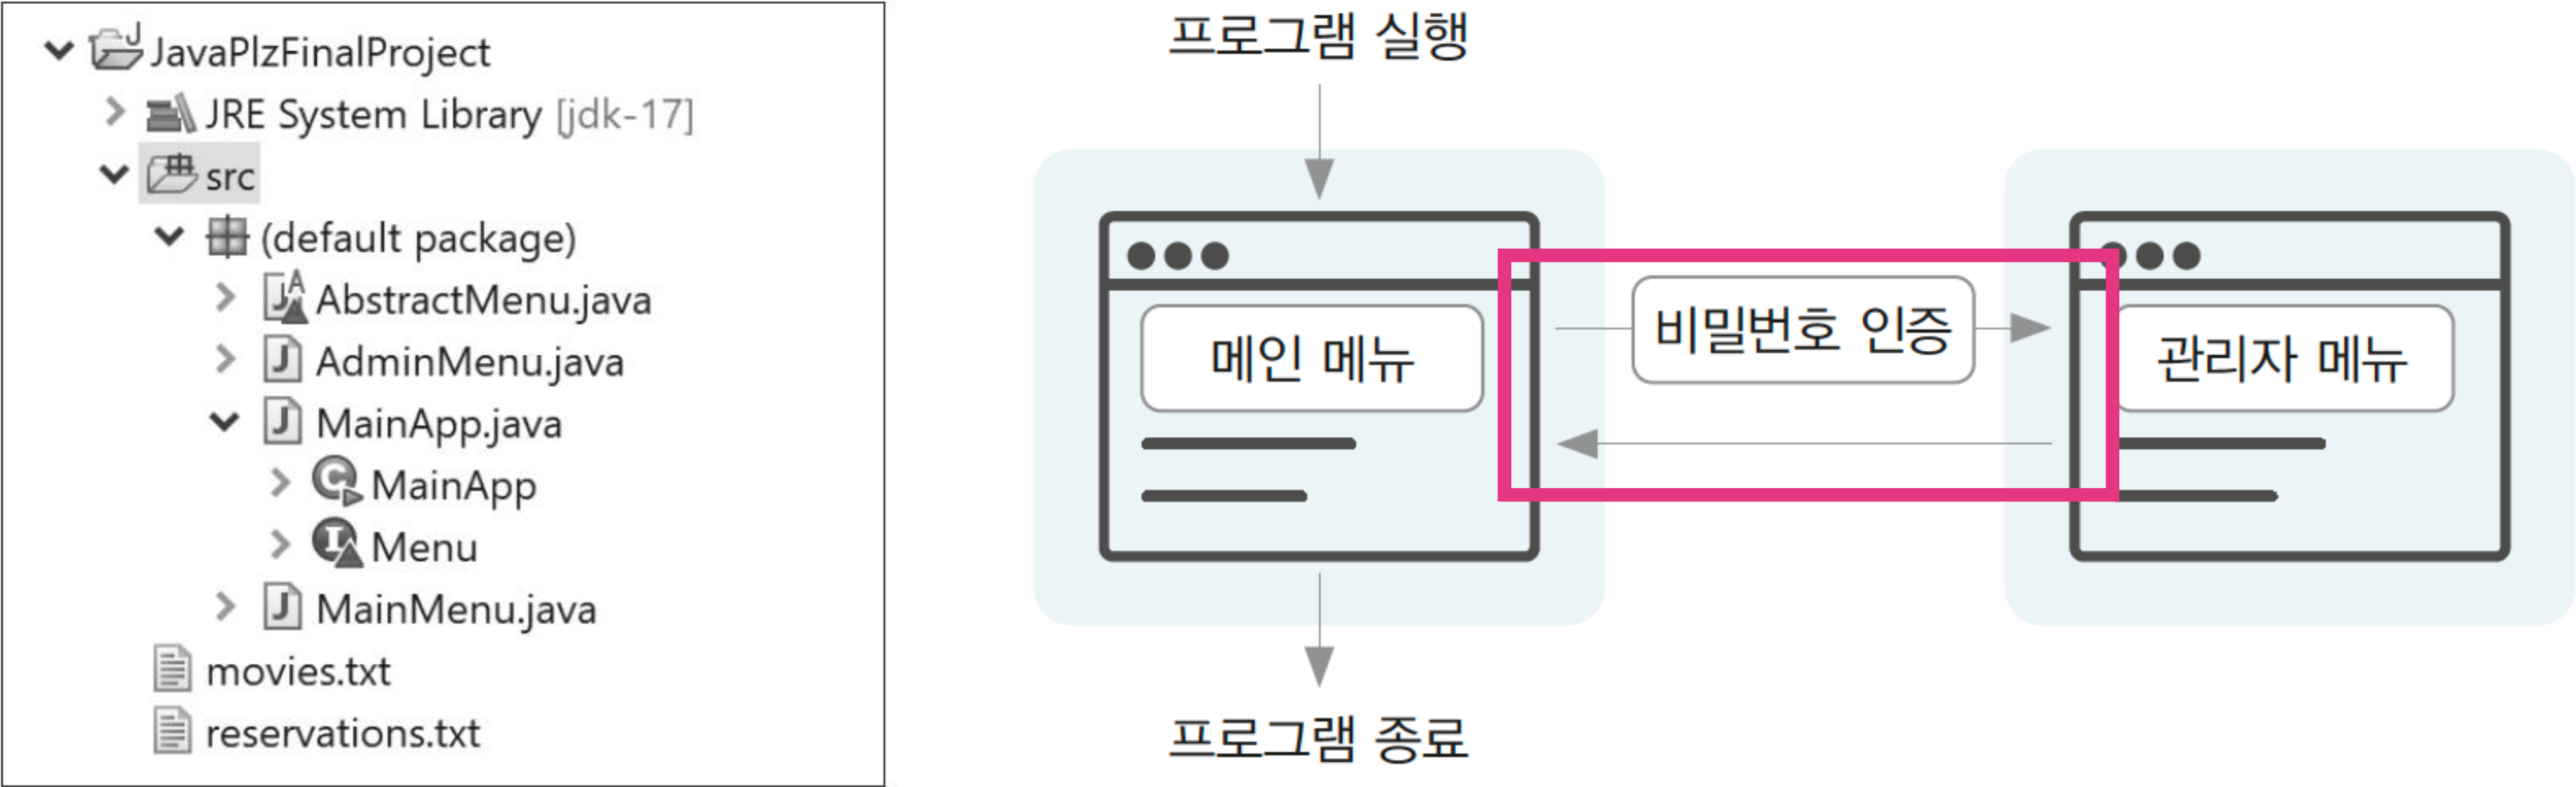 JavaPlzFinalProject
JRE System Library [jdk-17]
src
(default package)
AbstractMenu.java
AdminMenu.java
MainApp.java
MainApp
Menu
MainMenu.java
movies.txt
reservations.txt
프로그램 실행
메인 메뉴
비밀번호 인증
관리자 메뉴
프로그램 종료